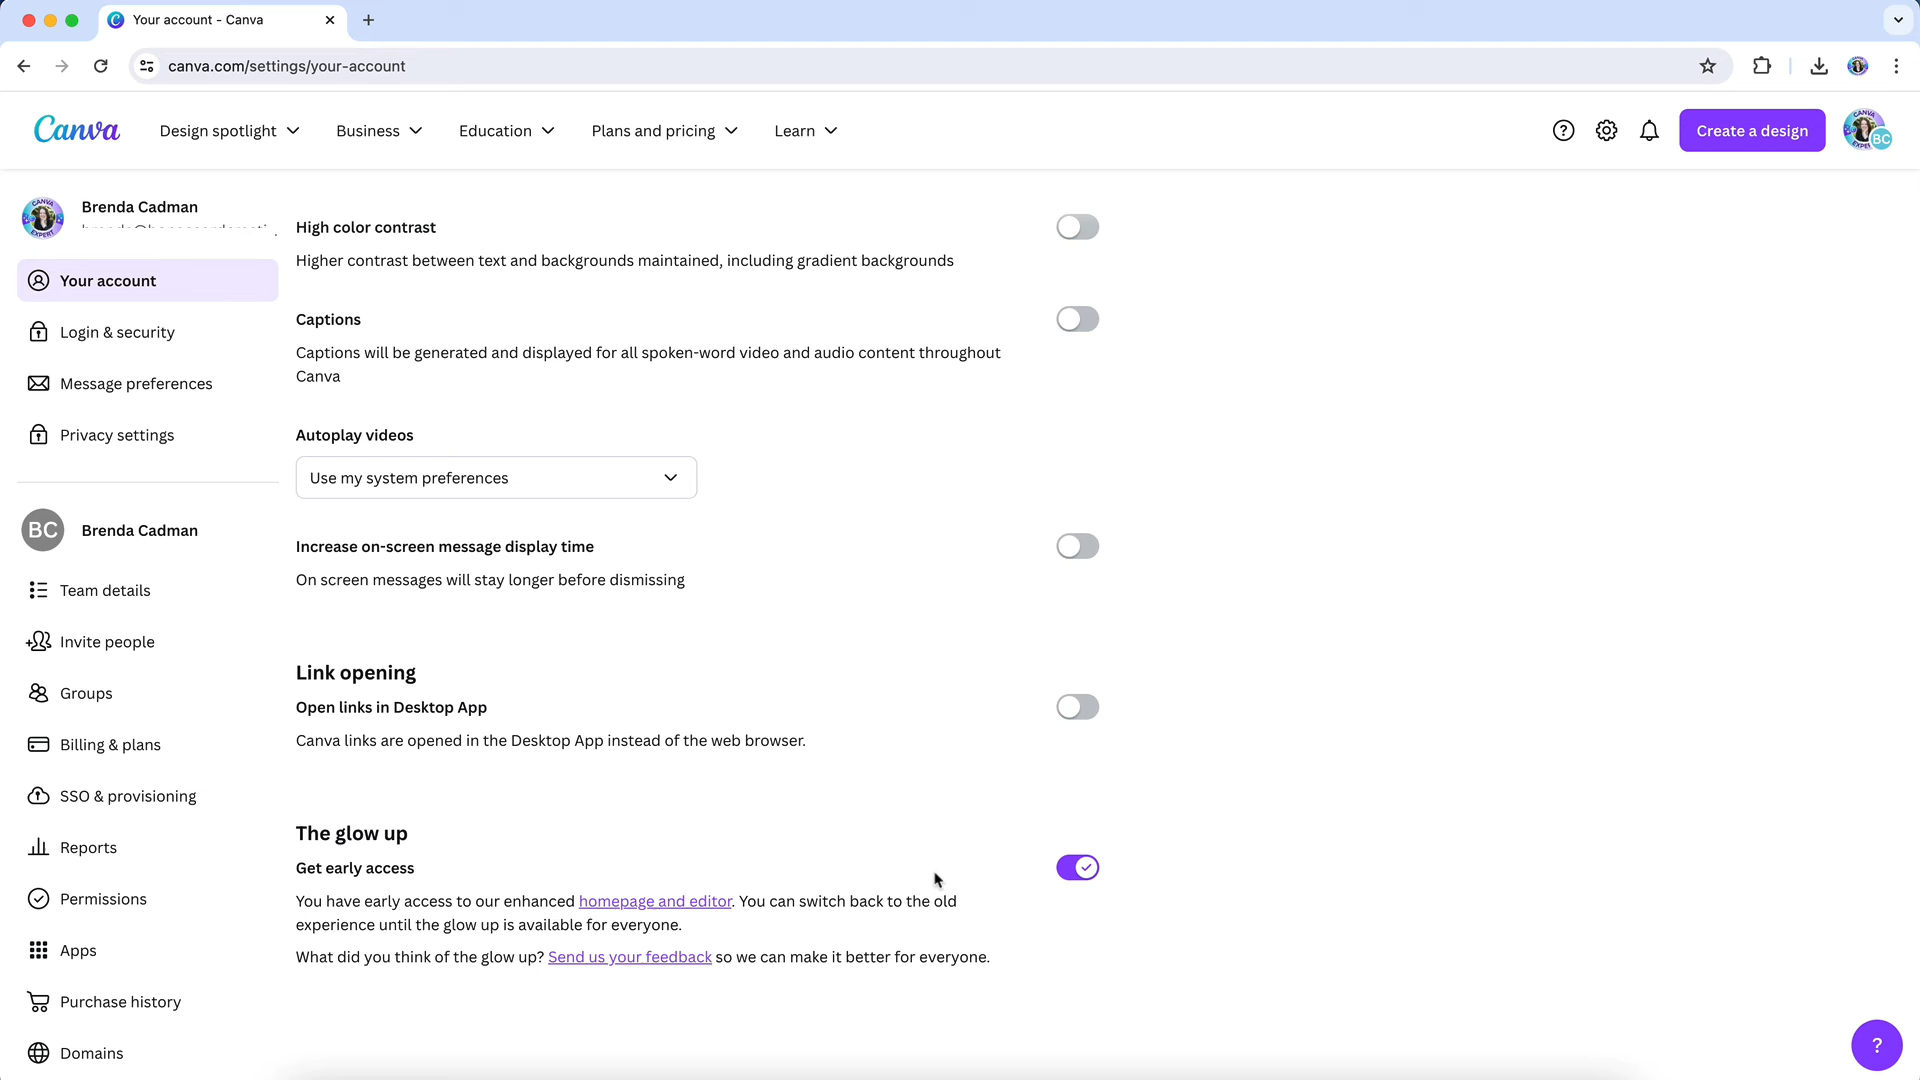 Your account - Canva
canva.com/settings/your-account
Canva
Design spotlight
Business
Education
Plans and pricing
Learn
Create a design
BC
Brenda Cadman
Your account
Login & security
Message preferences
Privacy settings
BC
Brenda Cadman
Team details
Invite people
Groups
Billing & plans
SSO & provisioning
Reports
Permissions
Apps
Purchase history
Domains
High color contrast
Higher contrast between text and backgrounds maintained, including gradient backgrounds
Captions
Captions will be generated and displayed for all spoken-word video and audio content throughout
Canva
Autoplay videos
Use my system preferences
Increase on-screen message display time
On screen messages will stay longer before dismissing
Link opening
Open links in Desktop App
Canva links are opened in the Desktop App instead of the web browser.
The glow up
Get early access
You have early access to our enhanced homepage and editor. You can switch back to the old
experience until the glow up is available for everyone.
What did you think of the glow up? Send us your feedback so we can make it better for everyone.
?